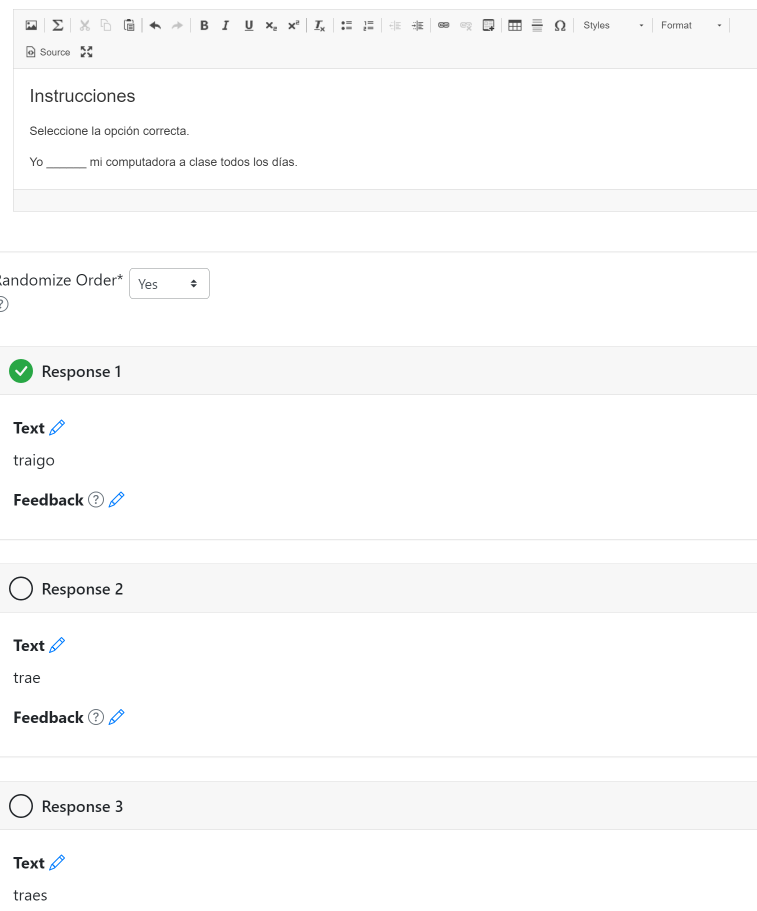 Styles Format
Source
Instrucciones
Seleccione la opción correcta.
Yo ______ mi computadora a clase todos los días.
Randomize Order* Yes
Response 1
Text
traigo
Feedback
Response 2
Text
trae
Feedback
Response 3
Text
traes